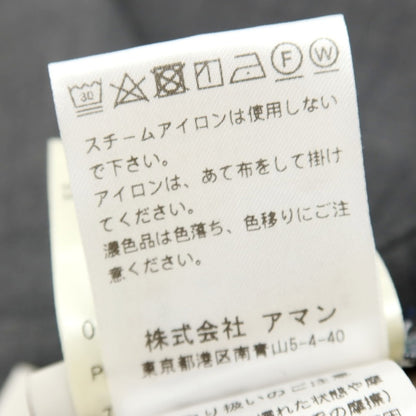 30
F W
スチームアイロンは使用しない
で下さい。
アイロンは、あて布をして掛け
てください。
濃色品は色落ち、色移りにご注
意ください。
株式会社 アマン
東京都港区南青山5-4-40